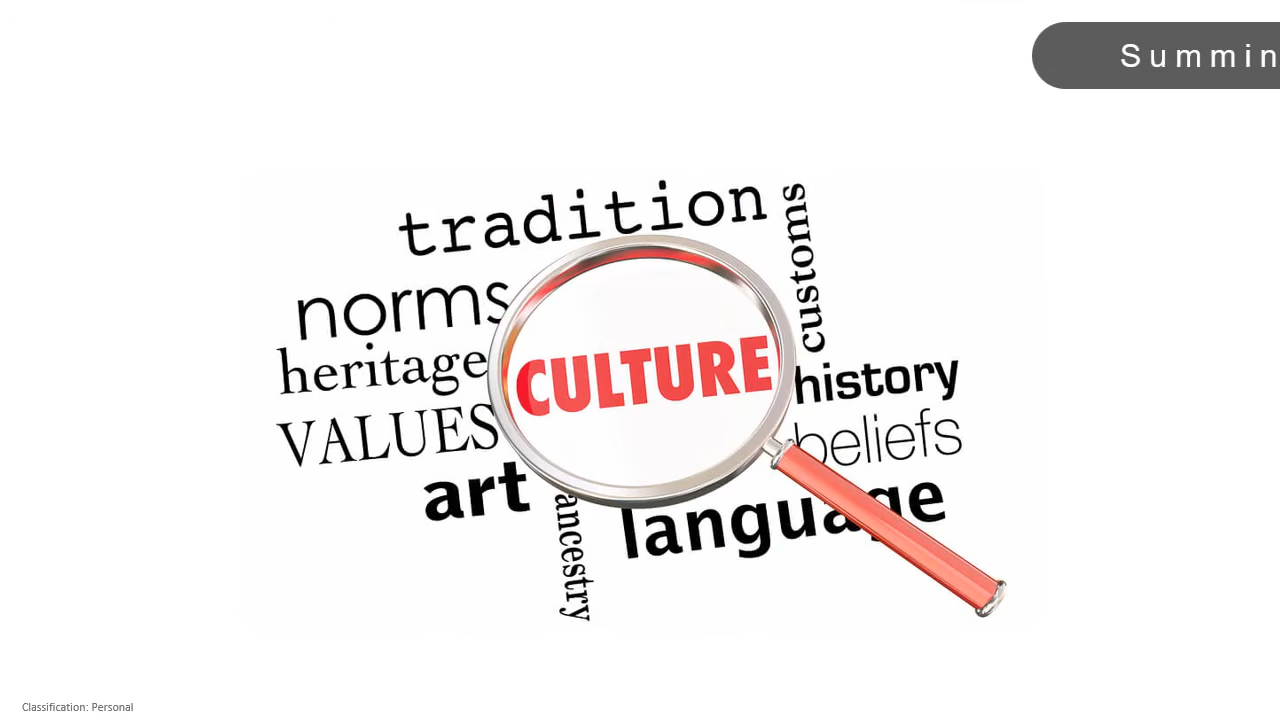 Summin
tradition
customs
norms
heritage
CULTURE
history
VALUES
beliefs
art
ancestry
language
Classification: Personal